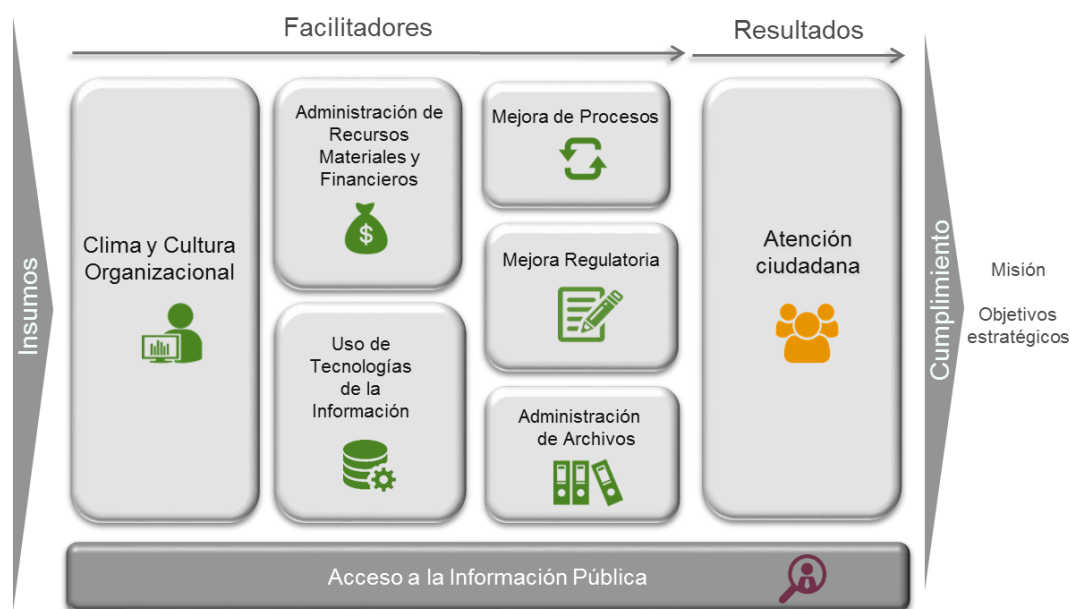 Facilitadores
Resultados
Insumos
Clima y Cultura
Organizacional
Administración de
Recursos
Materiales y
Financieros
$
Uso de
Tecnologías
de la
Información
Mejora de Procesos
Mejora Regulatoria
Administración
de Archivos
Atención
ciudadana
Cumplimiento
Misión
Objetivos
estratégicos
Acceso a la Información Pública